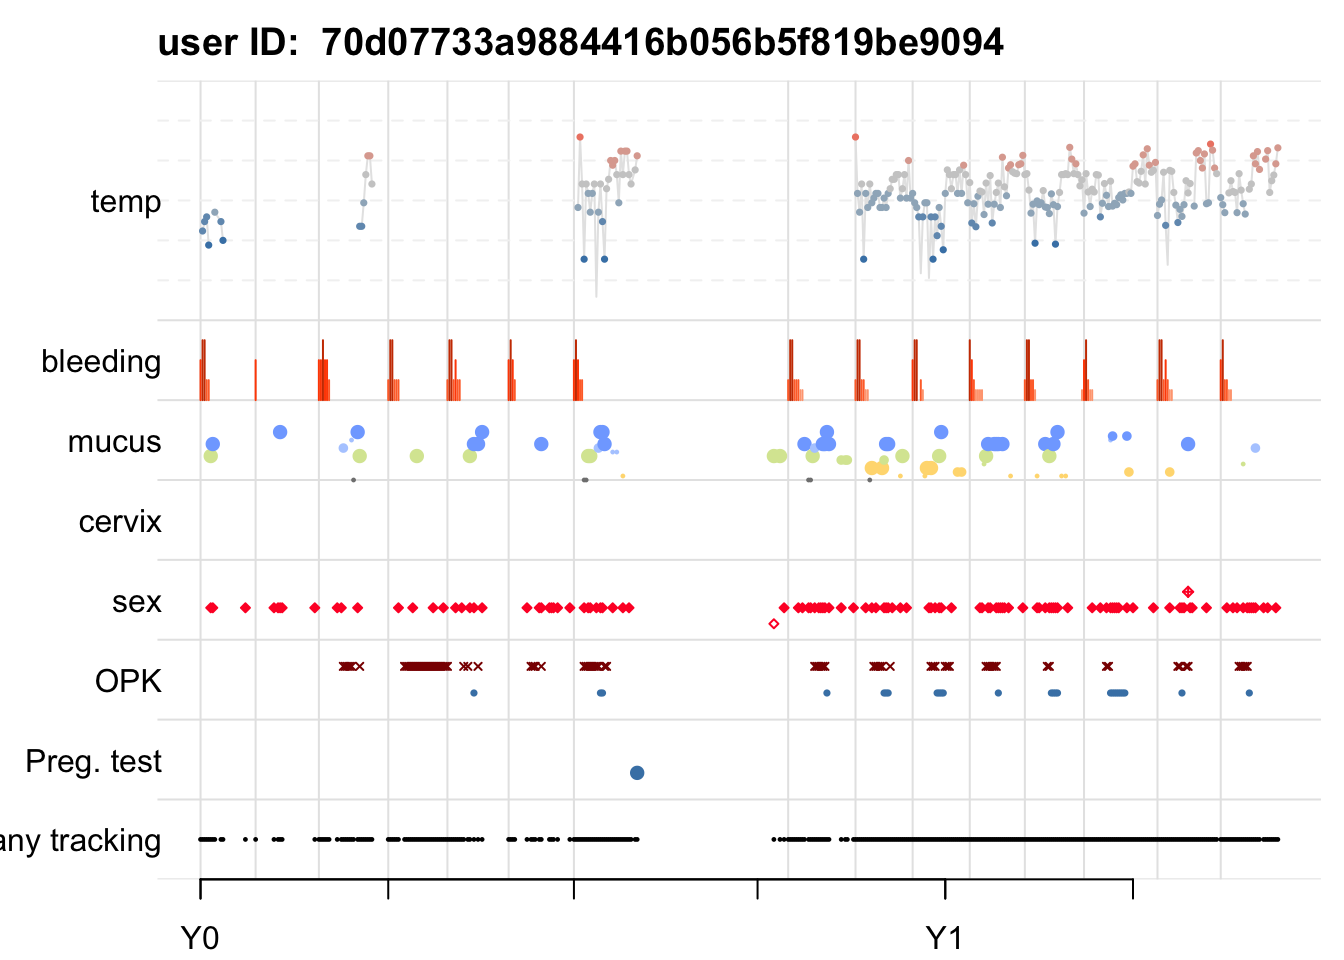 user ID:  70d07733a9884416b056b5f819be9094
temp
bleeding
mucus
cervix
sex
OPK
Preg. test
any tracking
Y0 Y1